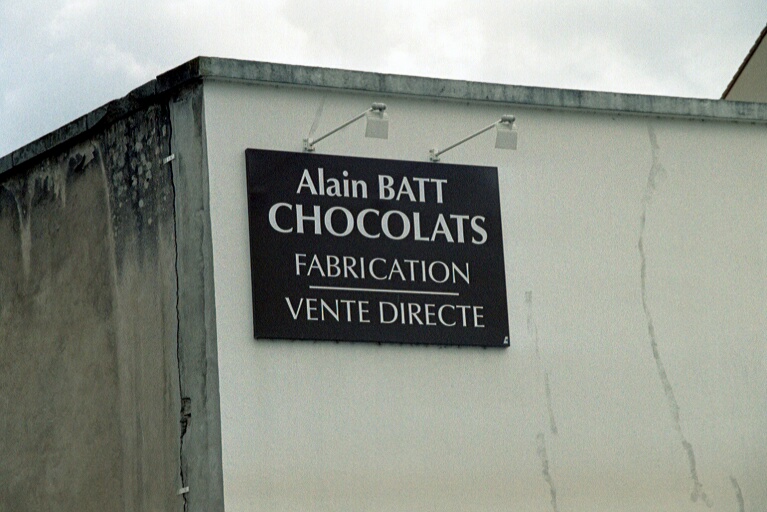 Alain BATT
CHOCOLATS
FABRICATION
VENTE DIRECTE